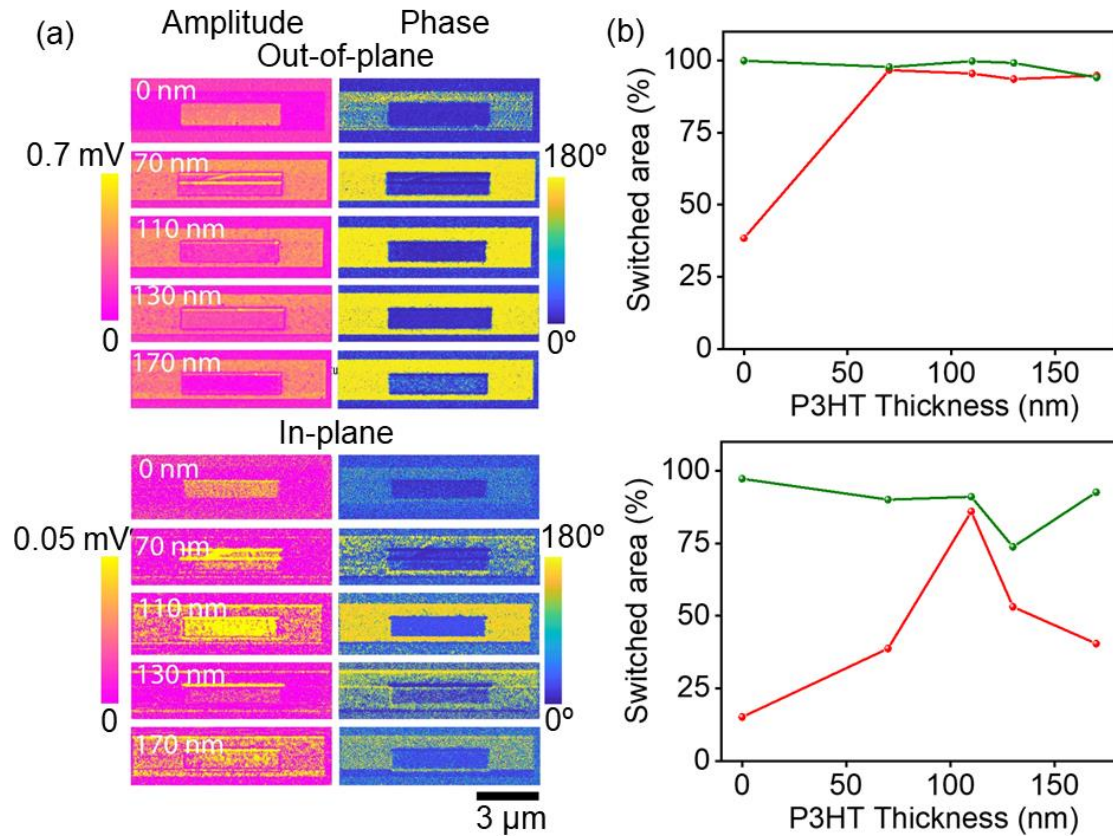 (a)
Amplitude Phase
Out-of-plane
0 nm
70 nm
110 nm
130 nm
170 nm
0.7 mV
0
180º
0º
In-plane
0 nm
70 nm
110 nm
130 nm
170 nm
0.05 mV
0
180º
0º
3 µm
(b)
Switched area (%)
100
75
50
25
0
0 50 100 150
P3HT Thickness (nm)
Switched area (%)
100
75
50
25
0
0 50 100 150
P3HT Thickness (nm)